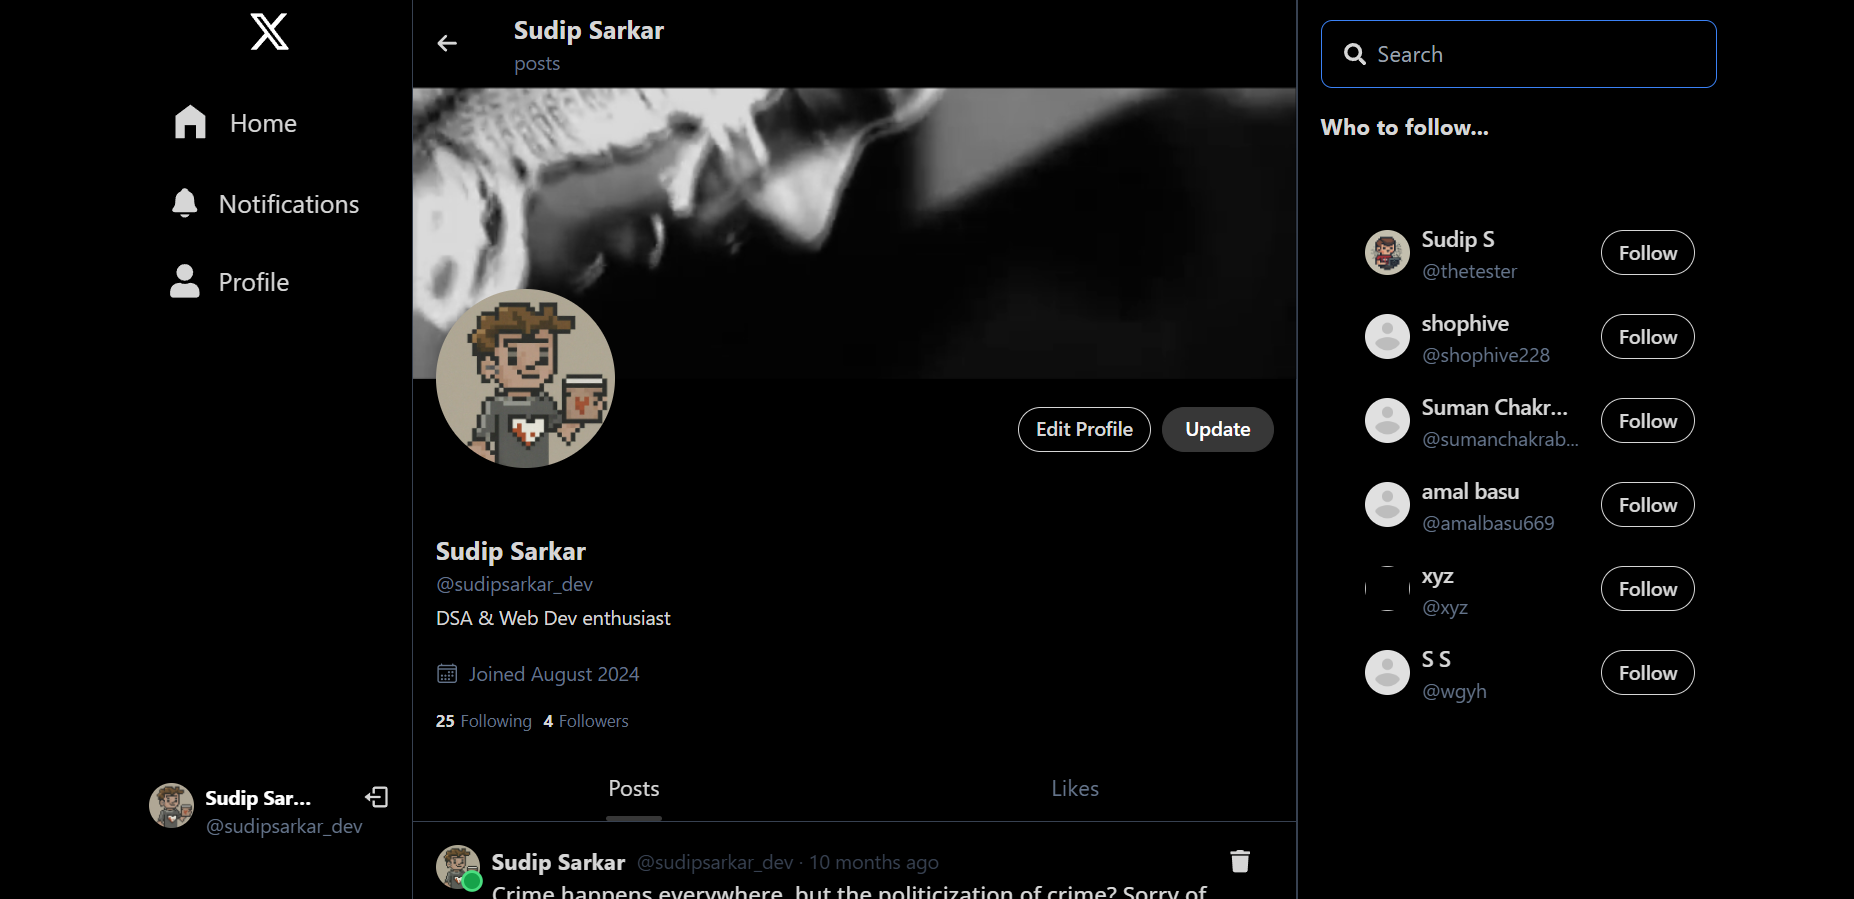 Home
Notifications
Profile
Sudip Sar...
@sudipsarkar_dev
Sudip Sarkar
posts
Edit Profile
Update
Sudip Sarkar
@sudipsarkar_dev
DSA & Web Dev enthusiast
Joined August 2024
25 Following 4 Followers
Posts
Likes
Sudip Sarkar @sudipsarkar_dev · 10 months ago
Crime happens everywhere, but the politicization of crime? Sorry of
Search
Who to follow...
Sudip S
@thetester
Follow
shophive
@shophive228
Follow
Suman Chakr...
@sumanchakrab...
Follow
amal basu
@amalbasu669
Follow
xyz
@xyz
Follow
S S
@wgyh
Follow